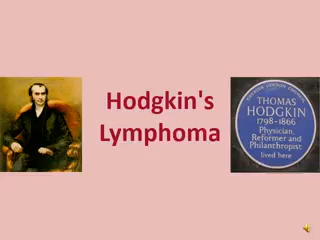 Hodgkin's
Lymphoma
THOMAS
HODGKIN
1798-1866
Physician,
Reformer and
Philanthropist
lived here